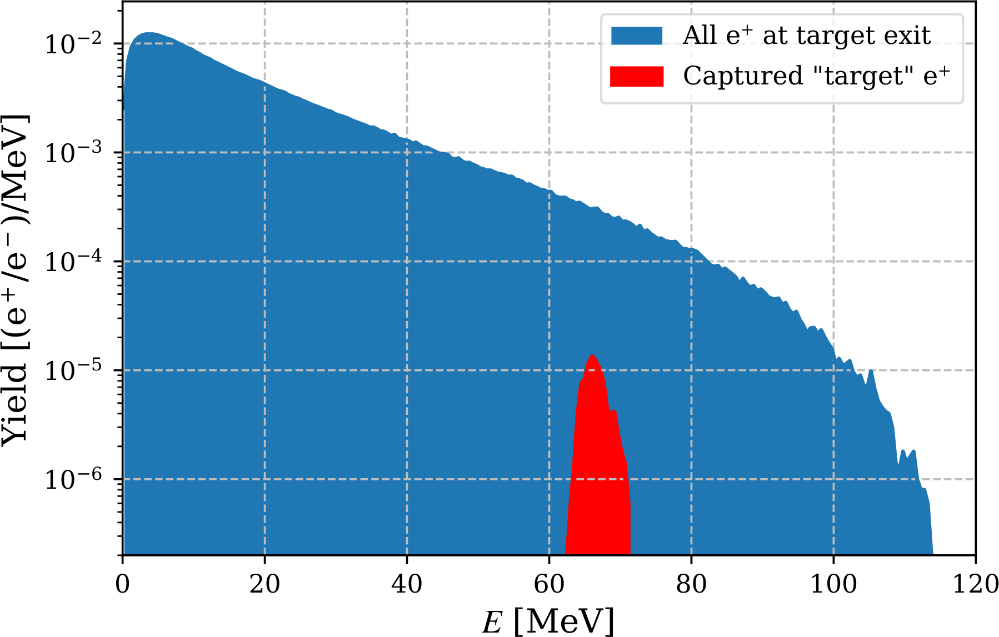 All e⁺ at target exit
Captured "target" e⁺
10⁻²
10⁻³
10⁻⁴
10⁻⁵
10⁻⁶
Yield [(e⁺/e⁻)/MeV]
0 20 40 60 80 100 120
E [MeV]